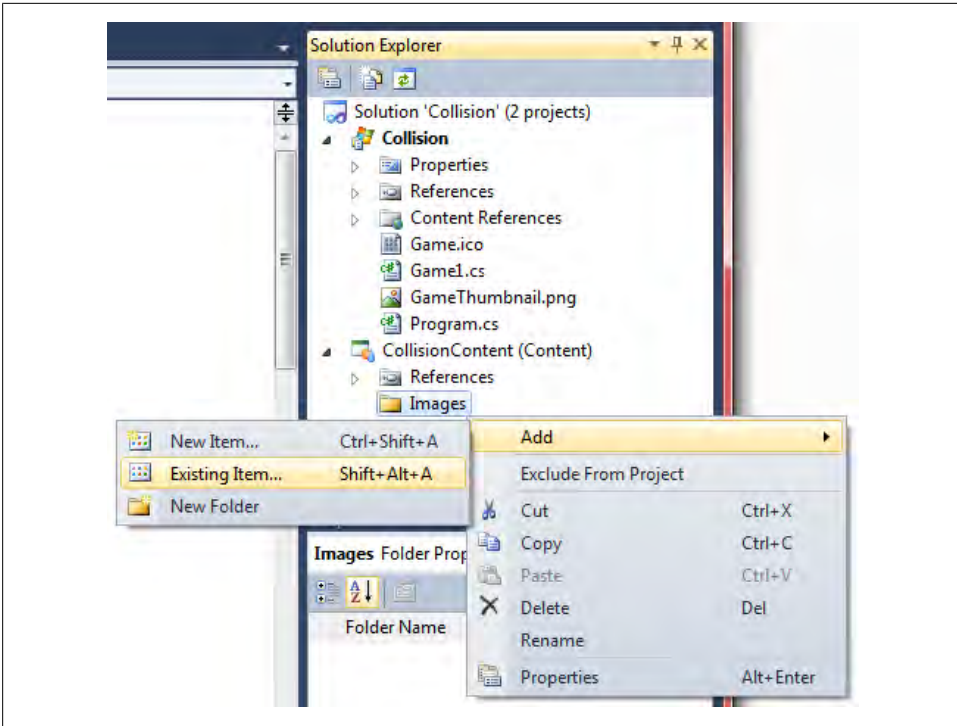 Solution Explorer
Solution 'Collision' (2 projects)
Collision
Properties
References
Content References
Game.ico
Game1.cs
GameThumbnail.png
Program.cs
CollisionContent (Content)
References
Images
New Item... Ctrl+Shift+A
Existing Item... Shift+Alt+A
New Folder
Add
Exclude From Project
Cut Ctrl+X
Copy Ctrl+C
Paste Ctrl+V
Delete Del
Rename
Properties Alt+Enter
Images Folder Prop
Folder Name